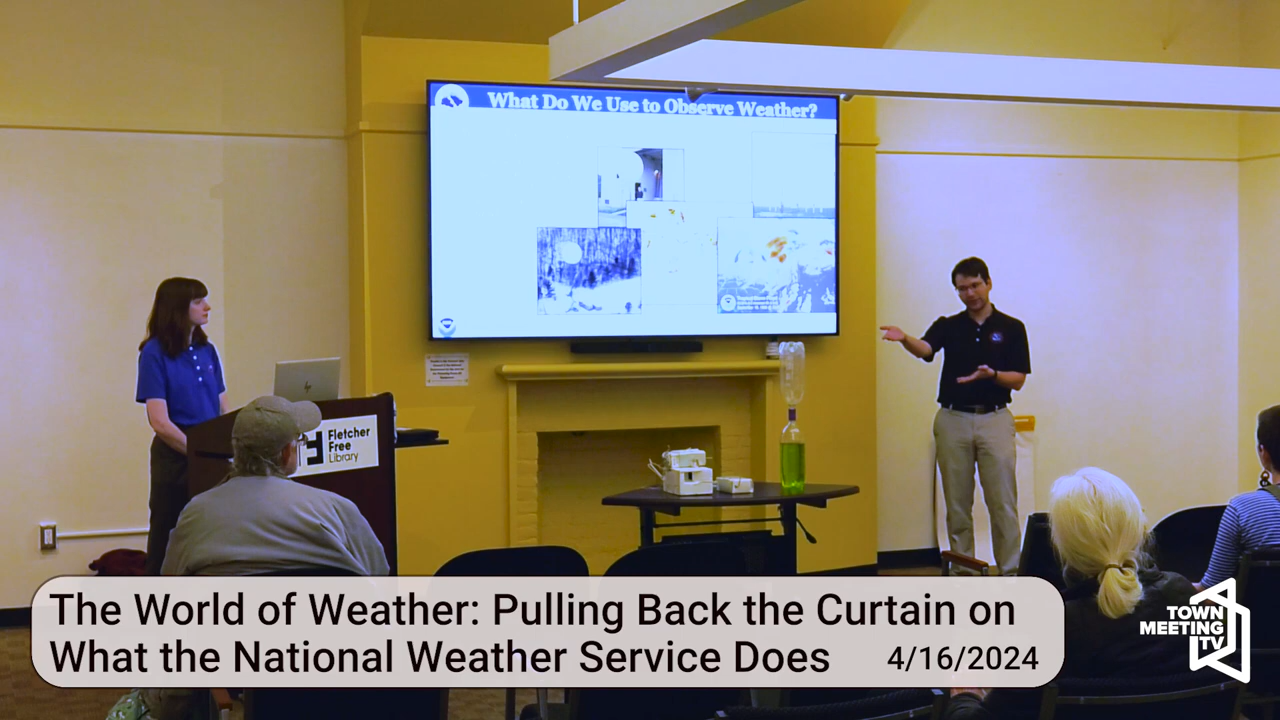 What Do We Use to Observe Weather?
Fletcher
Free
Library
The World of Weather: Pulling Back the Curtain on
What the National Weather Service Does
4/16/2024
TOWN
MEETING
TV